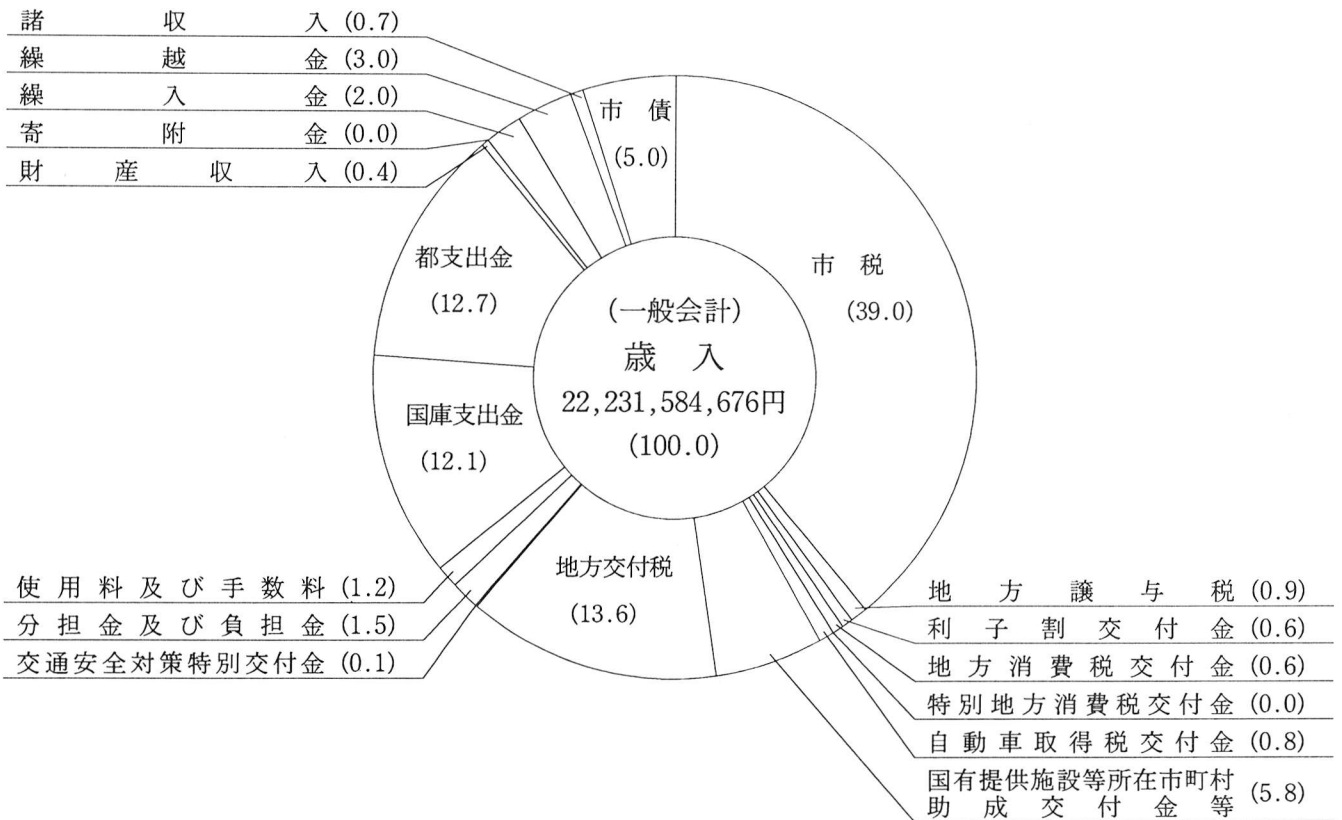 諸収入 (0.7)
繰越金 (3.0)
繰入金 (2.0)
寄附金 (0.0)
財産収入 (0.4)
市債
(5.0)
市税
(39.0)
都支出金
(12.7)
(一般会計)
歳入
22,231,584,676円
(100.0)
国庫支出金
(12.1)
地方交付税
(13.6)
使用料及び手数料 (1.2)
分担金及び負担金 (1.5)
交通安全対策特別交付金 (0.1)
地方譲与税 (0.9)
利子割交付金 (0.6)
地方消費税交付金 (0.6)
特別地方消費税交付金 (0.0)
自動車取得税交付金 (0.8)
国有提供施設等所在市町村
助成交付金等 (5.8)